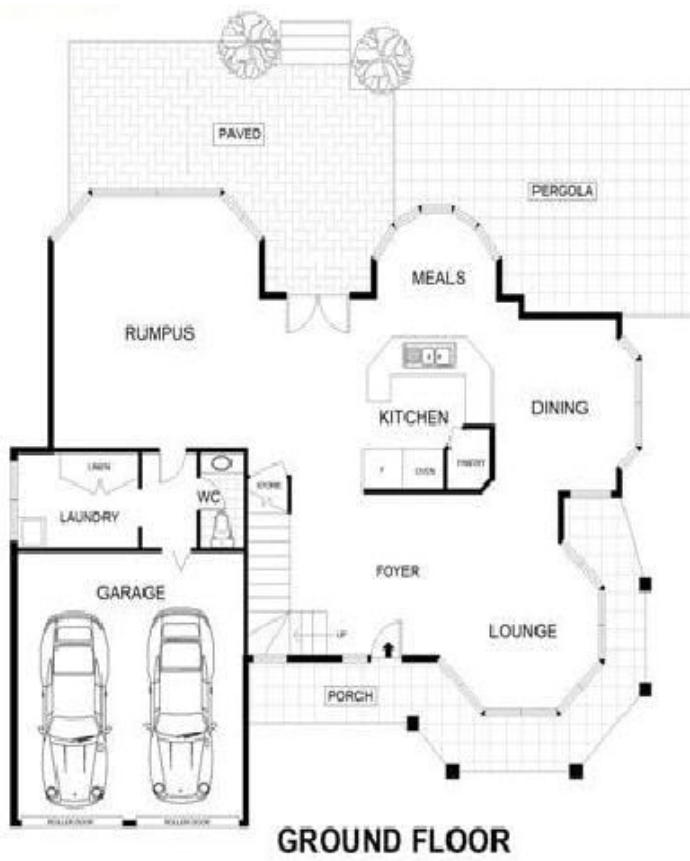 PAVED
PERGOLA
MEALS
RUMPUS
DINING
KITCHEN
F
OVEN
PANTRY
LINEN
STORE
WC
LAUNDRY
FOYER
GARAGE
LOUNGE
UP
PORCH
ROLLER DOOR
ROLLER DOOR
GROUND FLOOR